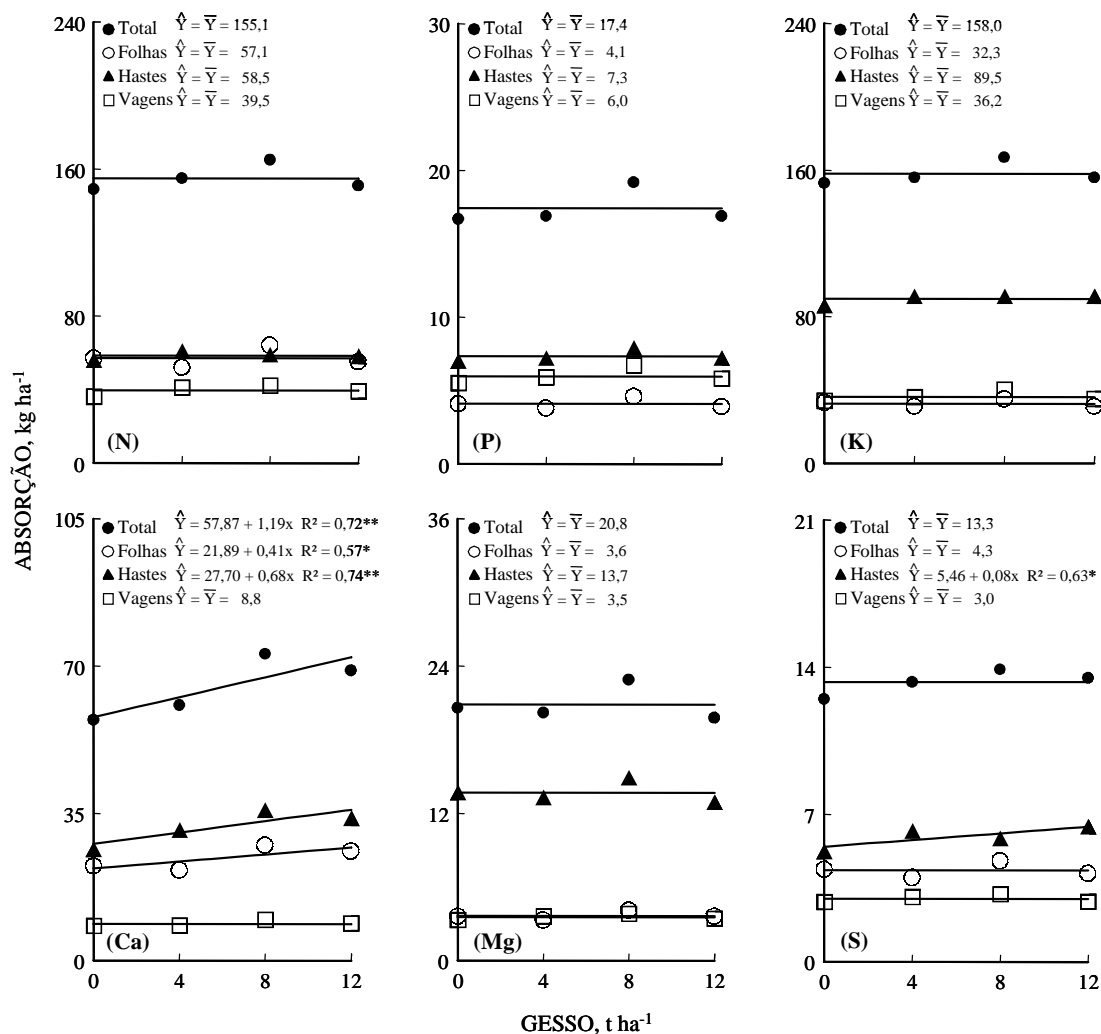 ABSORÇÃO, kg ha-1
240
160
80
0
● Total Ŷ = Y̅ = 155,1
○ Folhas Ŷ = Y̅ = 57,1
▲ Hastes Ŷ = Y̅ = 58,5
□ Vagens Ŷ = Y̅ = 39,5
(N)
30
20
10
0
● Total Ŷ = Y̅ = 17,4
○ Folhas Ŷ = Y̅ = 4,1
▲ Hastes Ŷ = Y̅ = 7,3
□ Vagens Ŷ = Y̅ = 6,0
(P)
240
160
80
0
● Total Ŷ = Y̅ = 158,0
○ Folhas Ŷ = Y̅ = 32,3
▲ Hastes Ŷ = Y̅ = 89,5
□ Vagens Ŷ = Y̅ = 36,2
(K)
105
70
35
0
● Total Ŷ = 57,87 + 1,19x R² = 0,72**
○ Folhas Ŷ = 21,89 + 0,41x R² = 0,57*
▲ Hastes Ŷ = 27,70 + 0,68x R² = 0,74**
□ Vagens Ŷ = Y̅ = 8,8
(Ca)
0 4 8 12
36
24
12
0
● Total Ŷ = Y̅ = 20,8
○ Folhas Ŷ = Y̅ = 3,6
▲ Hastes Ŷ = Y̅ = 13,7
□ Vagens Ŷ = Y̅ = 3,5
(Mg)
0 4 8 12
21
14
7
0
● Total Ŷ = Y̅ = 13,3
○ Folhas Ŷ = Y̅ = 4,3
▲ Hastes Ŷ = 5,46 + 0,08x R² = 0,63*
□ Vagens Ŷ = Y̅ = 3,0
(S)
0 4 8 12
GESSO, t ha-1